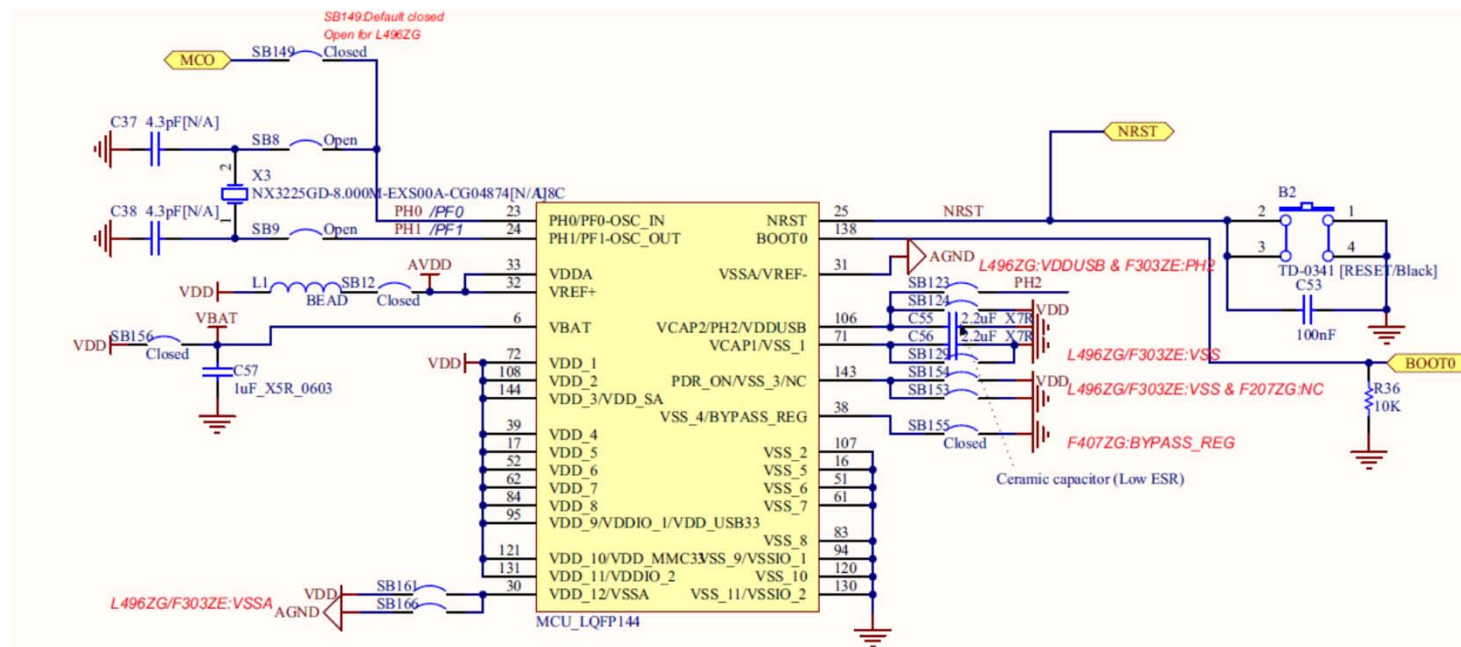 SB149:Default closed
Open for L496ZG
MCO
SB149
Closed
C37 4.3pF[N/A]
SB8
Open
2
X3
NX3225GD-8.000M-EXS00A-CG04874[N/A]
U8C
1
C38 4.3pF[N/A]
SB9
Open
PH0 /PF0
23
PH0/PF0-OSC_IN
PH1 /PF1
24
PH1/PF1-OSC_OUT
AVDD
33
VDDA
VDD
L1
BEAD
SB12
Closed
32
VREF+
VBAT
6
VBAT
VDD
SB156
Closed
C57
1uF_X5R_0603
VDD
72
VDD_1
108
VDD_2
144
VDD_3/VDD_SA
39
VDD_4
17
VDD_5
52
VDD_6
62
VDD_7
84
VDD_8
95
VDD_9/VDDIO_1/VDD_USB33
121
VDD_10/VDD_MMC33
131
VDD_11/VDDIO_2
30
VDD_12/VSSA
L496ZG/F303ZE:VSSA
VDD
SB161
AGND
SB166
MCU_LQFP144
NRST
25
NRST
NRST
BOOT0
138
VSSA/VREF-
31
AGND
L496ZG:VDDUSB & F303ZE:PH2
SB123
PH2
SB124
VDD
VCAP2/PH2/VDDUSB
106
C55
2.2uF X7R
VCAP1/VSS_1
71
C56
2.2uF X7R
SB129
L496ZG/F303ZE:VSS
PDR_ON/VSS_3/NC
143
SB154
VDD
SB153
L496ZG/F303ZE:VSS & F207ZG:NC
VSS_4/BYPASS_REG
38
SB155
Closed
F407ZG:BYPASS_REG
Ceramic capacitor (Low ESR)
VSS_2
107
VSS_5
16
VSS_6
51
VSS_7
61
VSS_8
83
VSS_9/VSSIO_1
94
VSS_10
120
VSS_11/VSSIO_2
130
B2
2
1
3
4
TD-0341 [RESET/Black]
C53
100nF
BOOT0
R36
10K